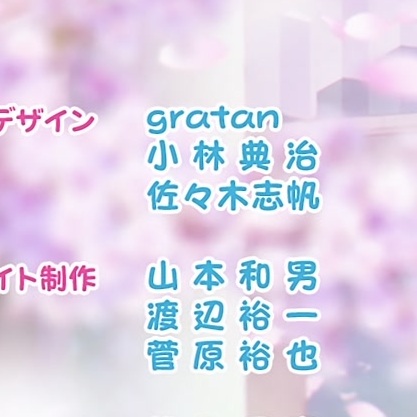 デザイン gratan
小林典治
佐々木志帆
イト制作 山本和男
渡辺裕一
菅原裕也